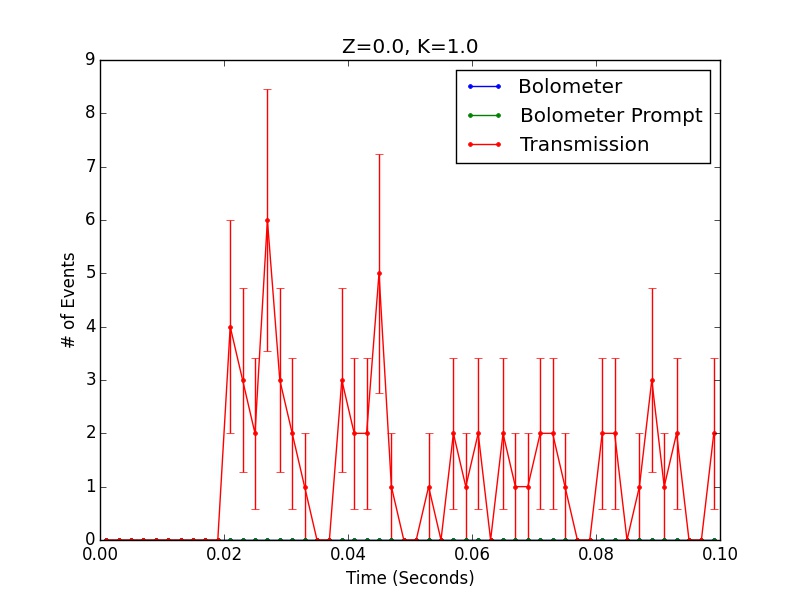 Z=0.0, K=1.0
Bolometer
Bolometer Prompt
Transmission
# of Events
9
8
7
6
5
4
3
2
1
0
0.00 0.02 0.04 0.06 0.08 0.10
Time (Seconds)